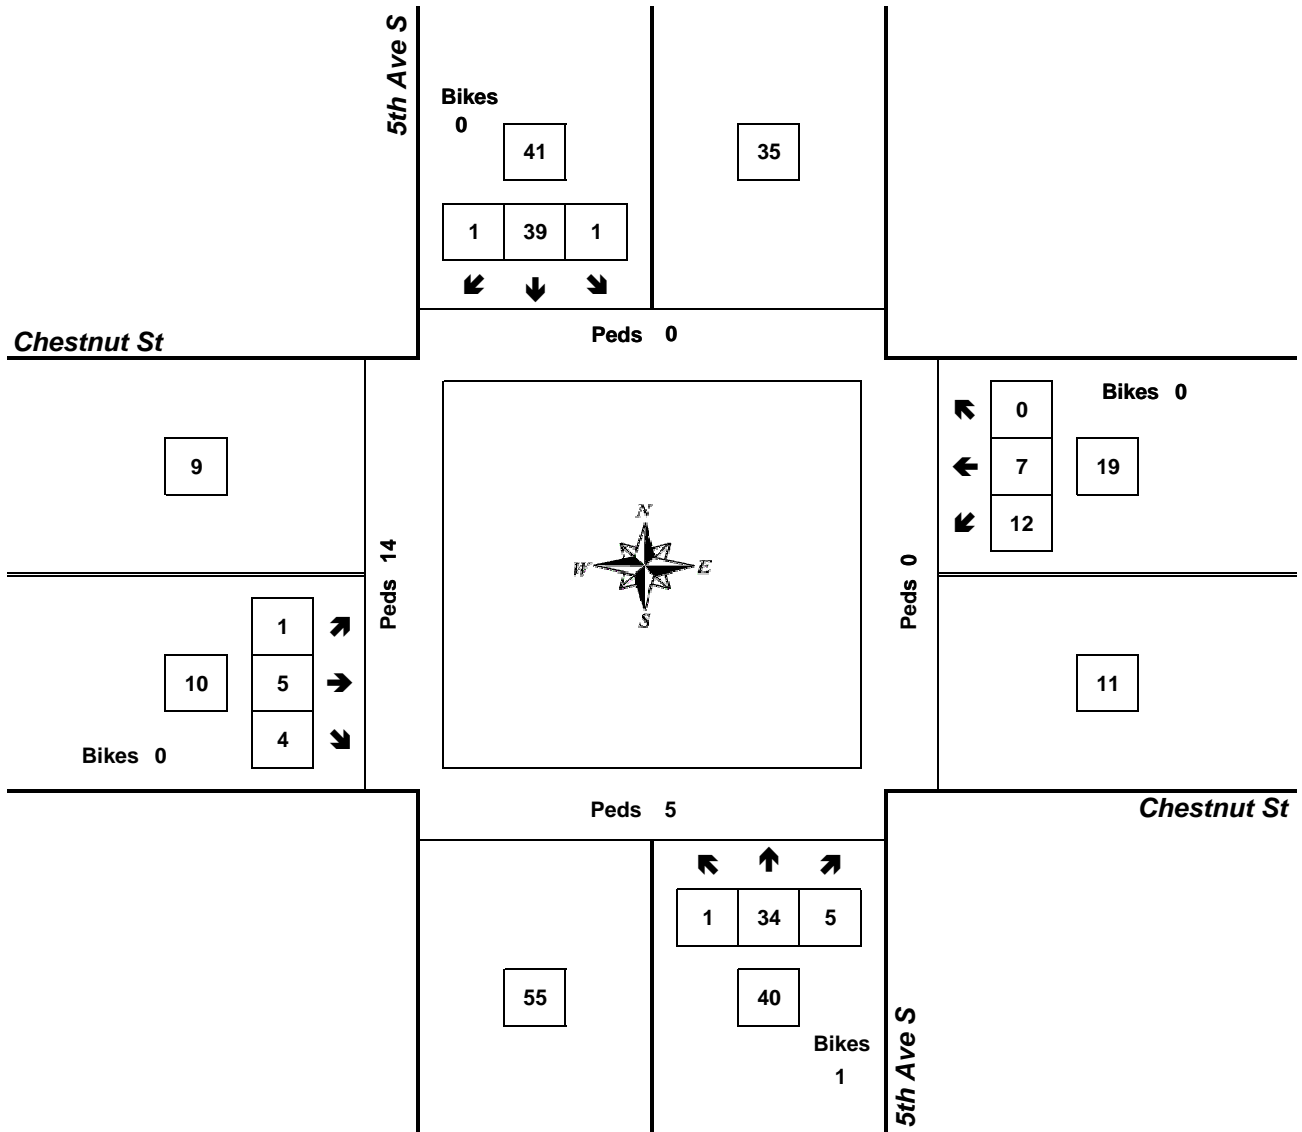 5th Ave S
Bikes
0
41
35
1 39 1
Peds 0
Chestnut St
Bikes 0
0
7
12
19
9
Peds 14
N
W E
S
Peds 0
1
5
4
10
Bikes 0
11
Peds 5
Chestnut St
1 34 5
55
40
Bikes
1
5th Ave S